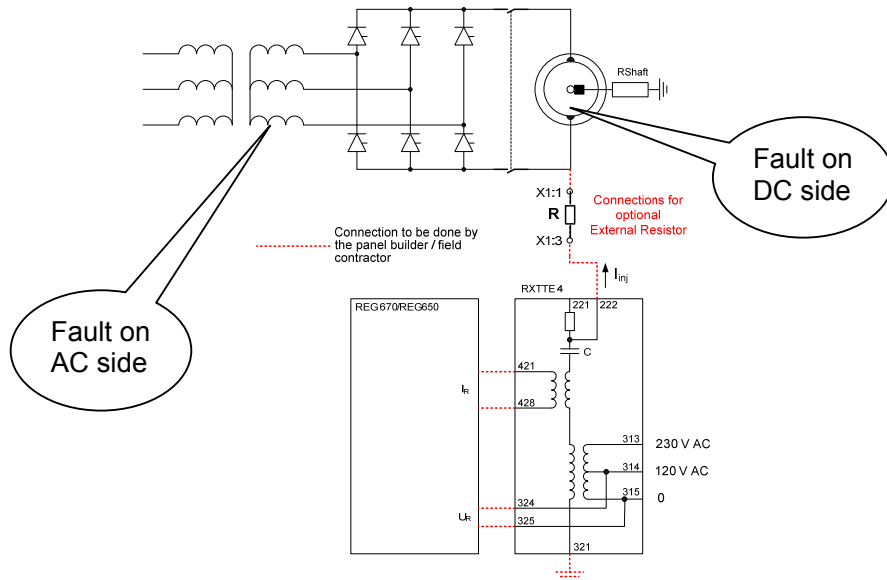 RShaft
Fault on
DC side
X1:1
R
X1:3
Connections for
optional
External Resistor
Connection to be done by
the panel builder / field
contractor
Iinj
Fault on
AC side
REG670/REG650
RXTTE4
221
222
C
421
IR
428
313
230 V AC
314
120 V AC
315
0
324
UR
325
321